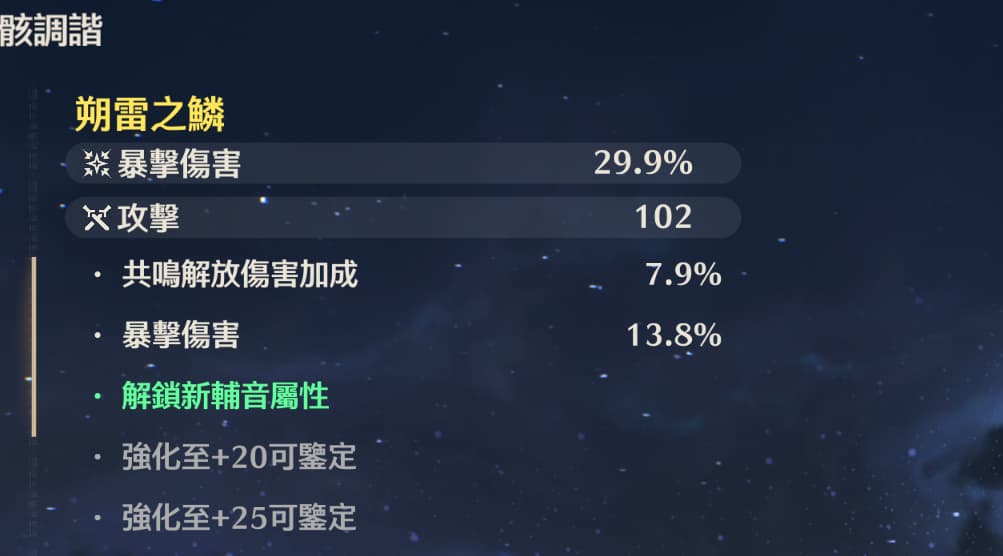 骸調諧
朔雷之鱗
暴擊傷害 29.9%
攻擊 102
· 共鳴解放傷害加成 7.9%
· 暴擊傷害 13.8%
· 解鎖新輔音屬性
· 強化至+20可鑒定
· 強化至+25可鑒定